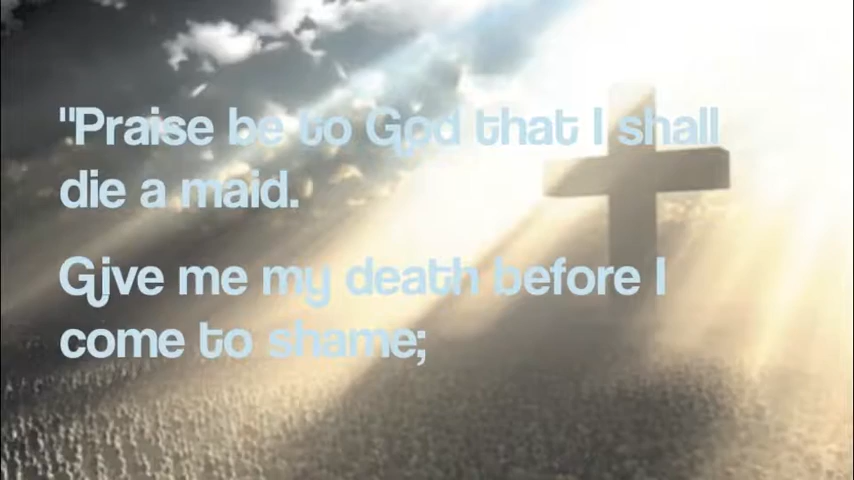 "Praise be to God that I shall
die a maid.
Give me my death before I
come to shame;